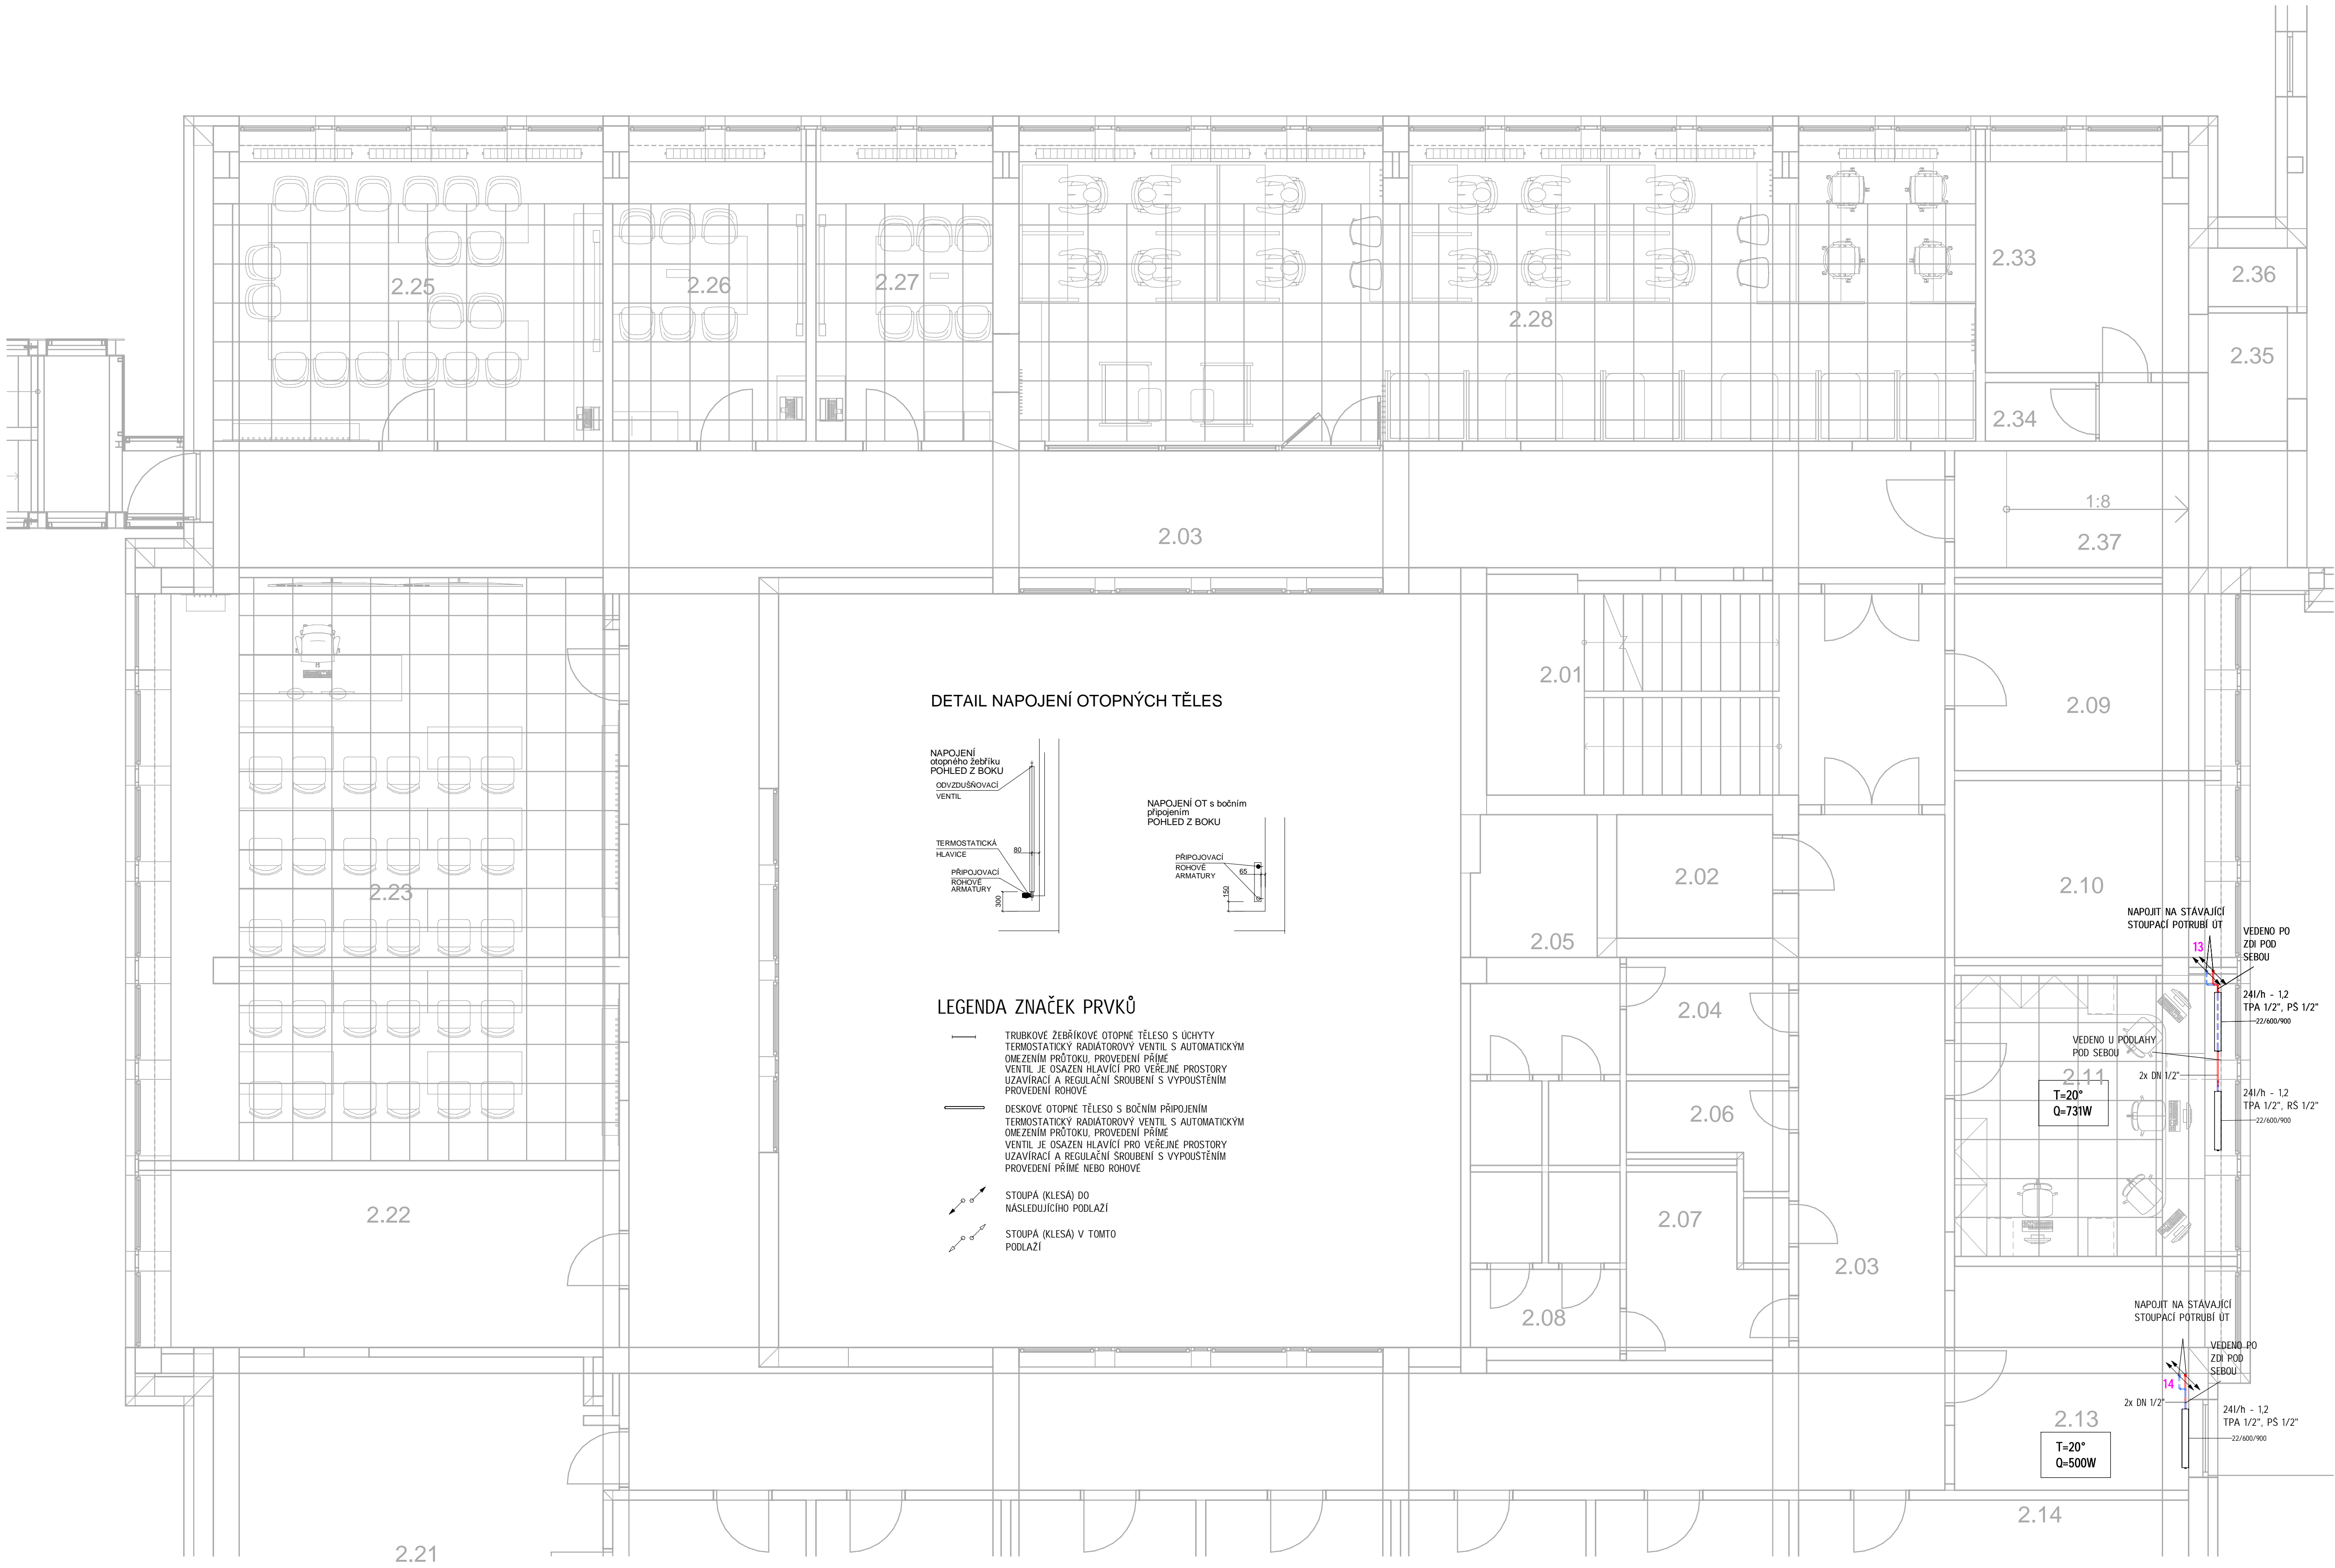 2.25
2.26
2.27
2.28
2.33
2.36
2.35
2.34
1:8
2.37
2.03
2.01
2.09
DETAIL NAPOJENÍ OTOPNÝCH TĚLES
NAPOJENÍ
otopného žebříku
POHLED Z BOKU
ODVZDUŠŇOVACÍ
VENTIL
TERMOSTATICKÁ
HLAVICE
80
PŘIPOJOVACÍ
ROHOVÉ
ARMATURY
300
NAPOJENÍ OT s bočním
připojením
POHLED Z BOKU
PŘIPOJOVACÍ
ROHOVÉ
ARMATURY
65
150
2.23
2.02
2.10
2.05
NAPOJIT NA STÁVAJÍCÍ
STOUPACÍ POTRUBÍ ÚT
13
VEDENO PO
ZDI POD
SEBOU
24l/h - 1,2
TPA 1/2", PŠ 1/2"
22/600/900
VEDENO U PODLAHY
POD SEBOU
2x DN 1/2"
2.11
T=20°
Q=731W
24l/h - 1,2
TPA 1/2", RŠ 1/2"
22/600/900
LEGENDA ZNAČEK PRVKŮ
TRUBKOVÉ ŽEBŘÍKOVÉ OTOPNÉ TĚLESO S ÚCHYTY
TERMOSTATICKÝ RADIÁTOROVÝ VENTIL S AUTOMATICKÝM
OMEZENÍM PRŮTOKU, PROVEDENÍ PŘÍMÉ
VENTIL JE OSAZEN HLAVICÍ PRO VEŘEJNÉ PROSTORY
UZAVÍRACÍ A REGULAČNÍ ŠROUBENÍ S VYPOUŠTĚNÍM
PROVEDENÍ ROHOVÉ
DESKOVÉ OTOPNÉ TĚLESO S BOČNÍM PŘIPOJENÍM
TERMOSTATICKÝ RADIÁTOROVÝ VENTIL S AUTOMATICKÝM
OMEZENÍM PRŮTOKU, PROVEDENÍ PŘÍMÉ
VENTIL JE OSAZEN HLAVICÍ PRO VEŘEJNÉ PROSTORY
UZAVÍRACÍ A REGULAČNÍ ŠROUBENÍ S VYPOUŠTĚNÍM
PROVEDENÍ PŘÍMÉ NEBO ROHOVÉ
STOUPÁ (KLESÁ) DO
NÁSLEDUJÍCÍHO PODLAŽÍ
STOUPÁ (KLESÁ) V TOMTO
PODLAŽÍ
2.04
2.06
2.07
2.22
2.03
2.08
NAPOJIT NA STÁVAJÍCÍ
STOUPACÍ POTRUBÍ ÚT
VEDENO PO
ZDI POD
SEBOU
14
2x DN 1/2"
2.13
24l/h - 1,2
TPA 1/2", PŠ 1/2"
22/600/900
T=20°
Q=500W
2.14
2.21